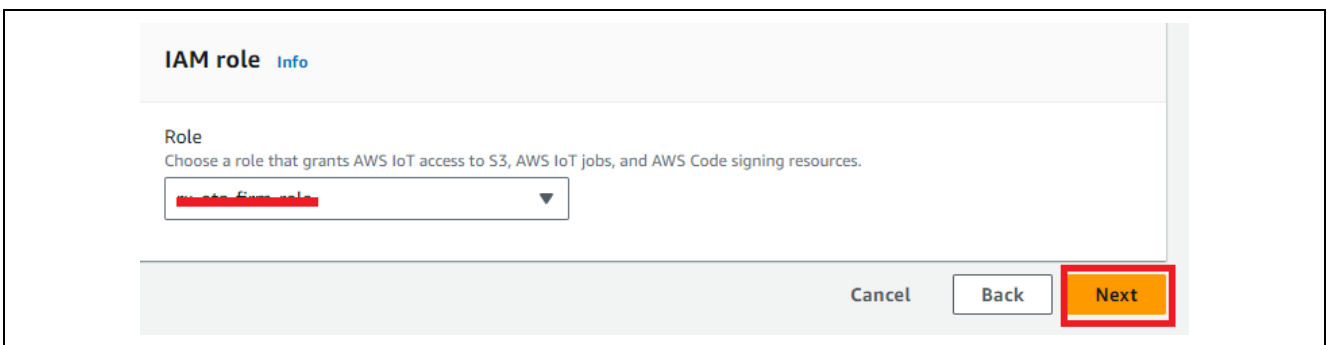 IAM role Info
Role
Choose a role that grants AWS IoT access to S3, AWS IoT jobs, and AWS Code signing resources.
Cancel Back Next